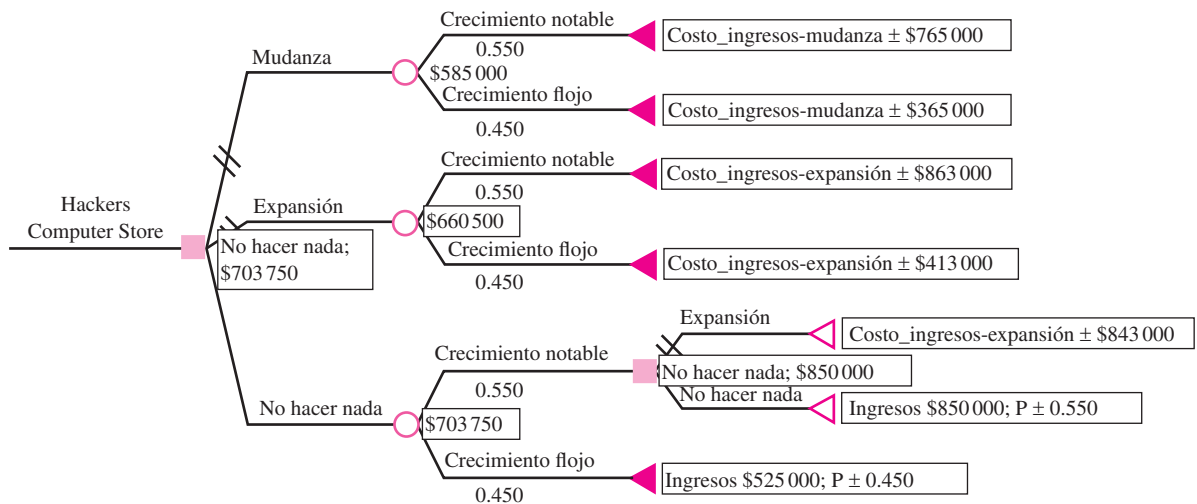 Crecimiento notable
Costo_ingresos-mudanza ± $765 000
0.550
Mudanza
$585 000
Crecimiento flojo
Costo_ingresos-mudanza ± $365 000
0.450
Crecimiento notable
Costo_ingresos-expansión ± $863 000
0.550
Hackers
Computer Store
Expansión
$660 500
No hacer nada;
$703 750
Crecimiento flojo
Costo_ingresos-expansión ± $413 000
0.450
Expansión
Costo_ingresos-expansión ± $843 000
Crecimiento notable
0.550
No hacer nada; $850 000
No hacer nada
Ingresos $850 000; P ± 0.550
No hacer nada
$703 750
Crecimiento flojo
Ingresos $525 000; P ± 0.450
0.450